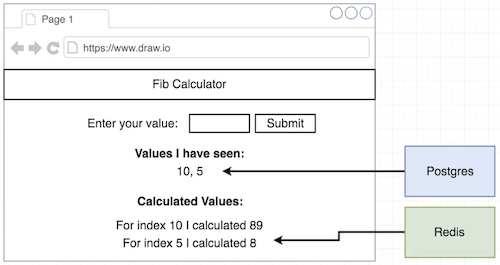 Page 1
https://www.draw.io
Fib Calculator
Enter your value: Submit
Values I have seen:
10, 5
Postgres
Calculated Values:
For index 10 I calculated 89
For index 5 I calculated 8
Redis